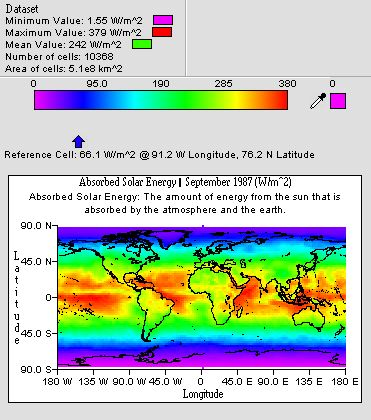 Dataset
Minimum Value: 1.55 W/m^2
Maximum Value: 379 W/m^2
Mean Value: 242 W/m^2
Number of cells: 10368
Area of cells: 5.1e8 km^2
0 95.0 190 285 380 0
Reference Cell: 66.1 W/m^2 @ 91.2 W Longitude, 76.2 N Latitude
Absorbed Solar Energy | September 1987 (W/m^2)
Absorbed Solar Energy: The amount of energy from the sun that is
absorbed by the atmosphere and the earth.
Latitude
90.0 N
45.0 N
0
45.0 S
90.0 S
180 W 135 W 90.0 W 45.0 W 0 45.0 E 90.0 E 135 E 180 E
Longitude